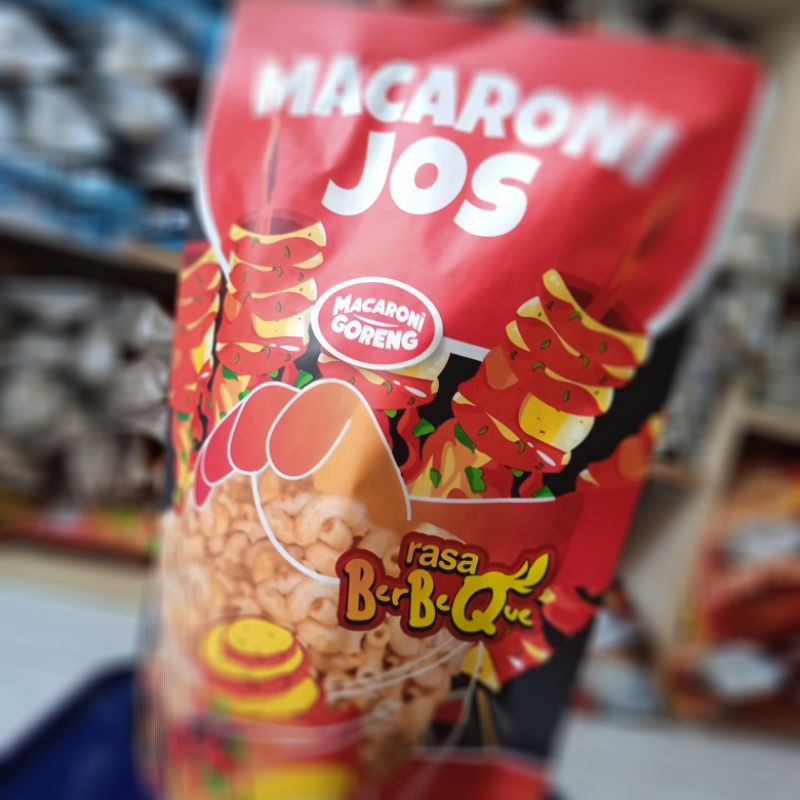 MACARONI
JOS
MACARONI
GORENG
rasa
BerBeQue